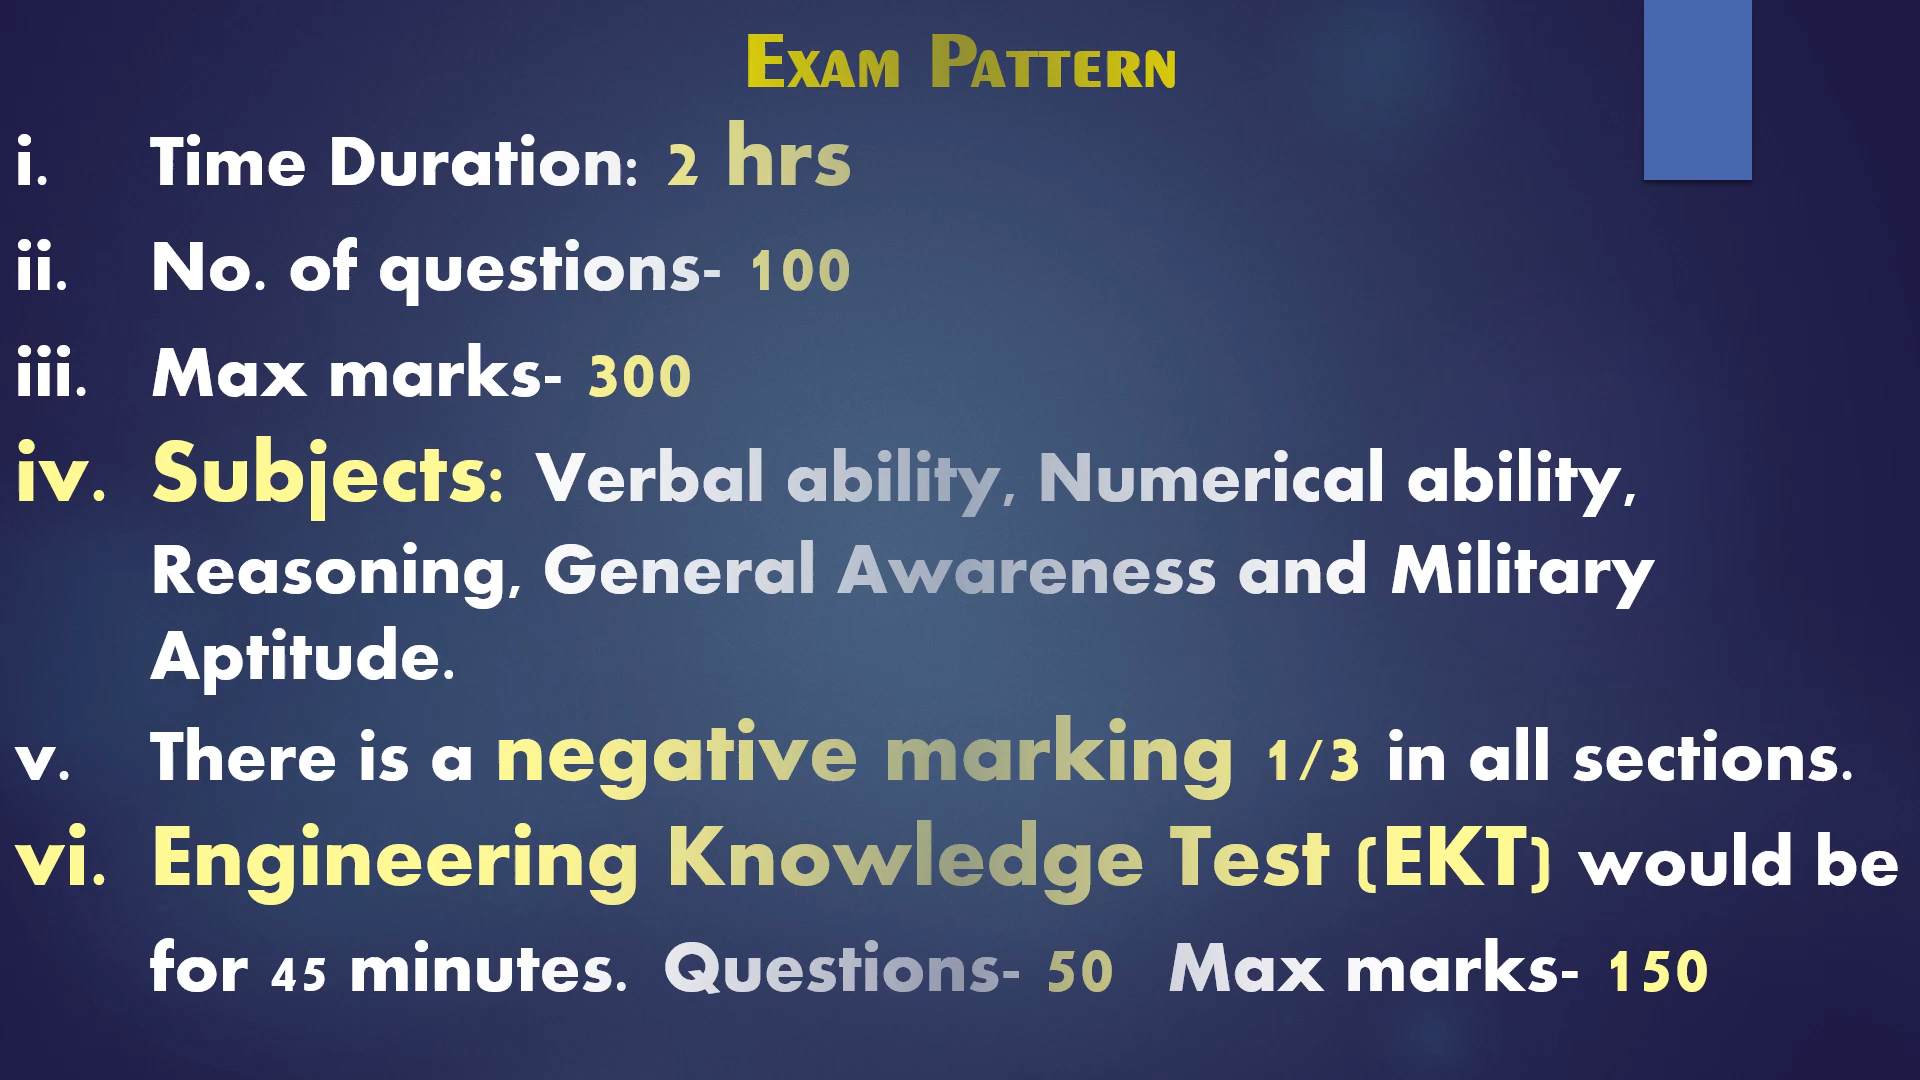 Exam Pattern
i. Time Duration: 2 hrs
ii. No. of questions- 100
iii. Max marks- 300
iv. Subjects: Verbal ability, Numerical ability,
Reasoning, General Awareness and Military
Aptitude.
v. There is a negative marking 1/3 in all sections.
vi. Engineering Knowledge Test (EKT) would be
for 45 minutes. Questions- 50 Max marks- 150